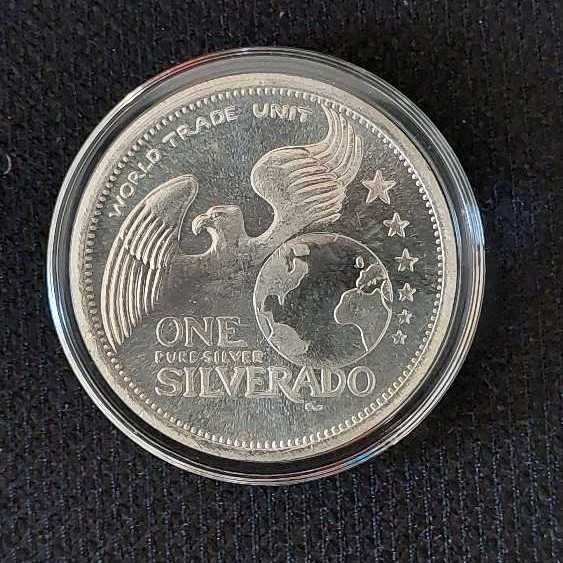 WORLD TRADE UNIT
ONE
PURE SILVER
SILVERADO